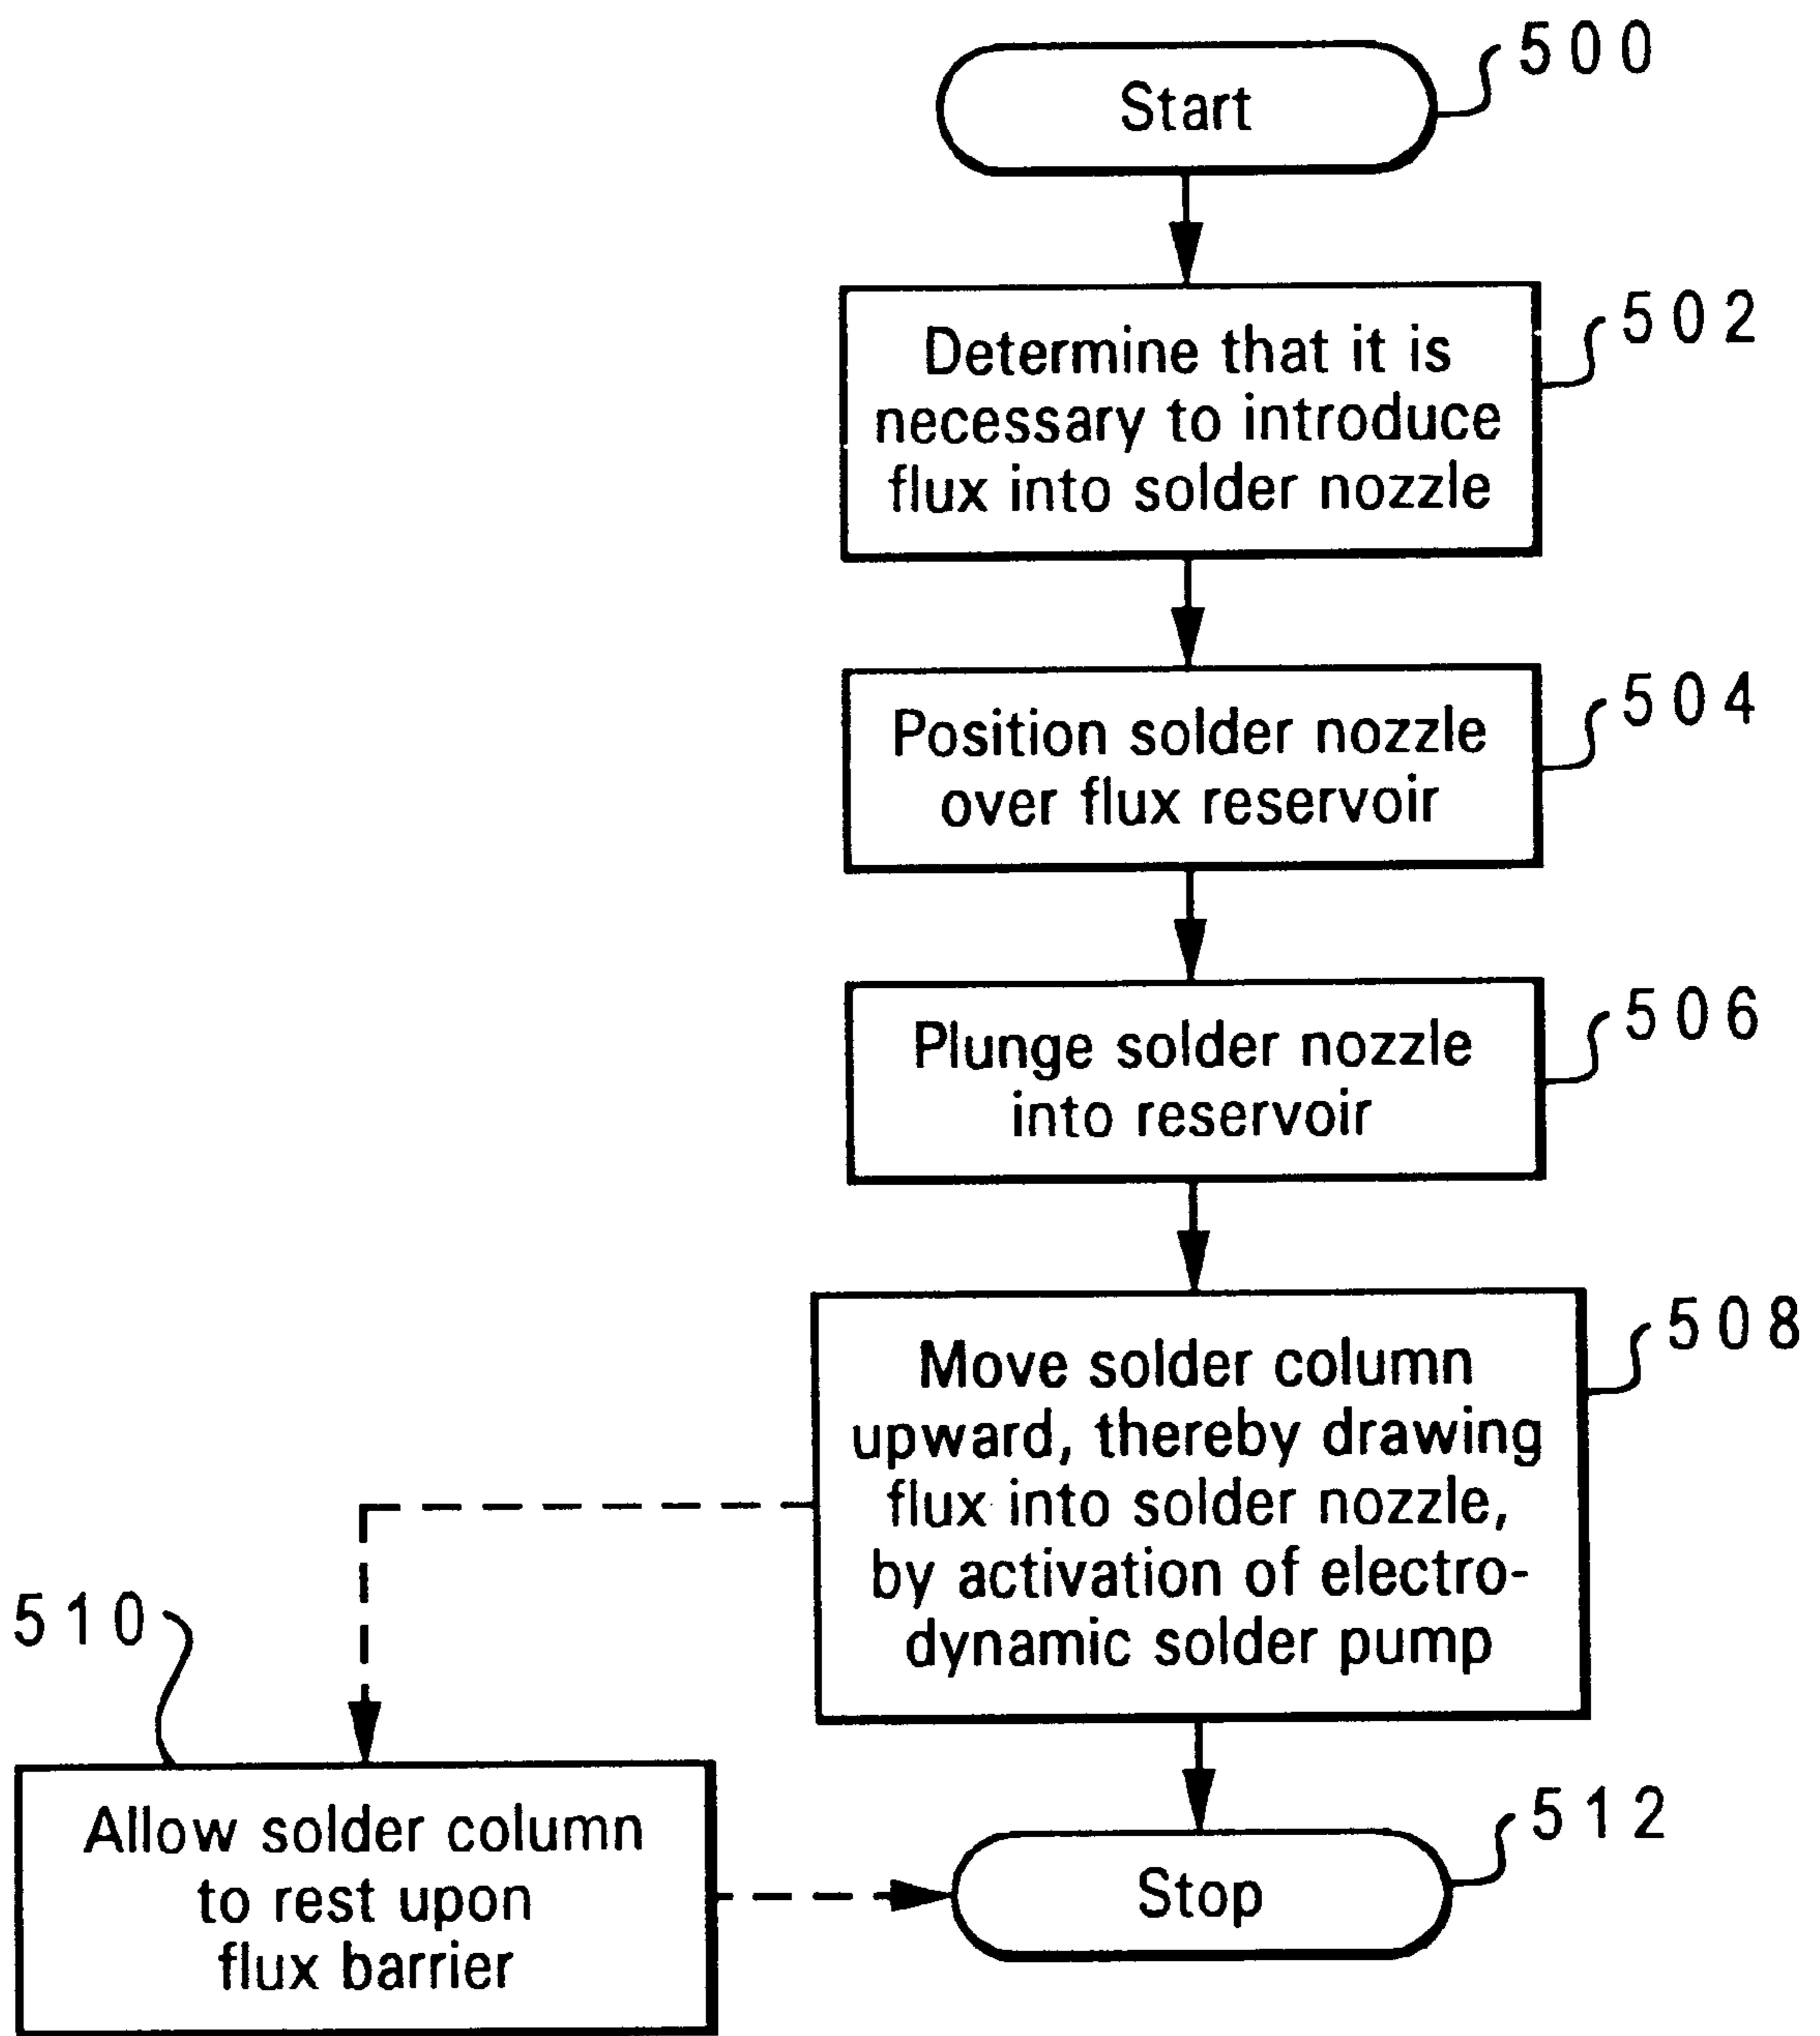 500
Start
502
Determine that it is
necessary to introduce
flux into solder nozzle
504
Position solder nozzle
over flux reservoir
506
Plunge solder nozzle
into reservoir
508
Move solder column
upward, thereby drawing
flux into solder nozzle,
by activation of electro-
dynamic solder pump
510
Allow solder column
to rest upon
flux barrier
512
Stop